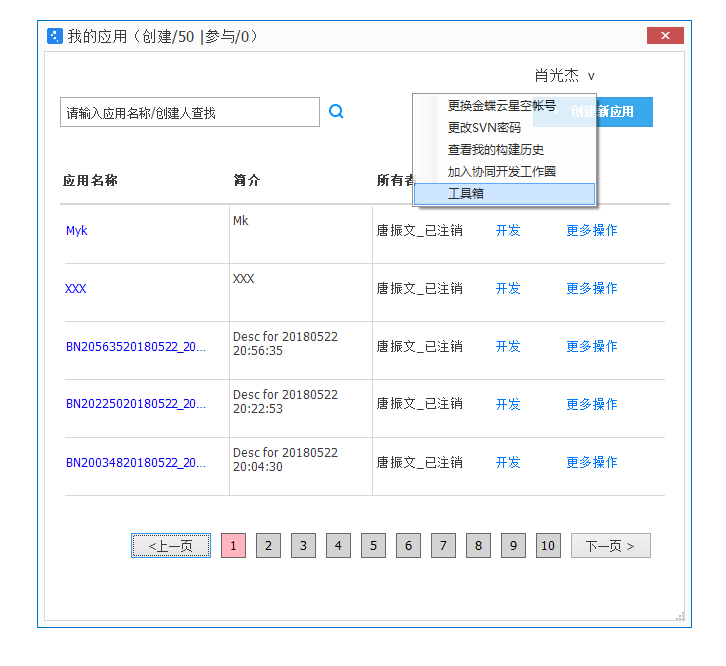 我的应用（创建/50 |参与/0）
肖光杰 v
请输入应用名称/创建人查找
更换金蝶云星空帐号
创建新应用
更改SVN密码
查看我的构建历史
加入协同开发工作圈
工具箱
应用名称 简介 所有者
Myk Mk 唐振文_已注销 开发 更多操作
XXX XXX 唐振文_已注销 开发 更多操作
BN20563520180522_20... Desc for 20180522 20:56:35 唐振文_已注销 开发 更多操作
BN20225020180522_20... Desc for 20180522 20:22:53 唐振文_已注销 开发 更多操作
BN20034820180522_20... Desc for 20180522 20:04:30 唐振文_已注销 开发 更多操作
<上一页 1 2 3 4 5 6 7 8 9 10 下一页 >